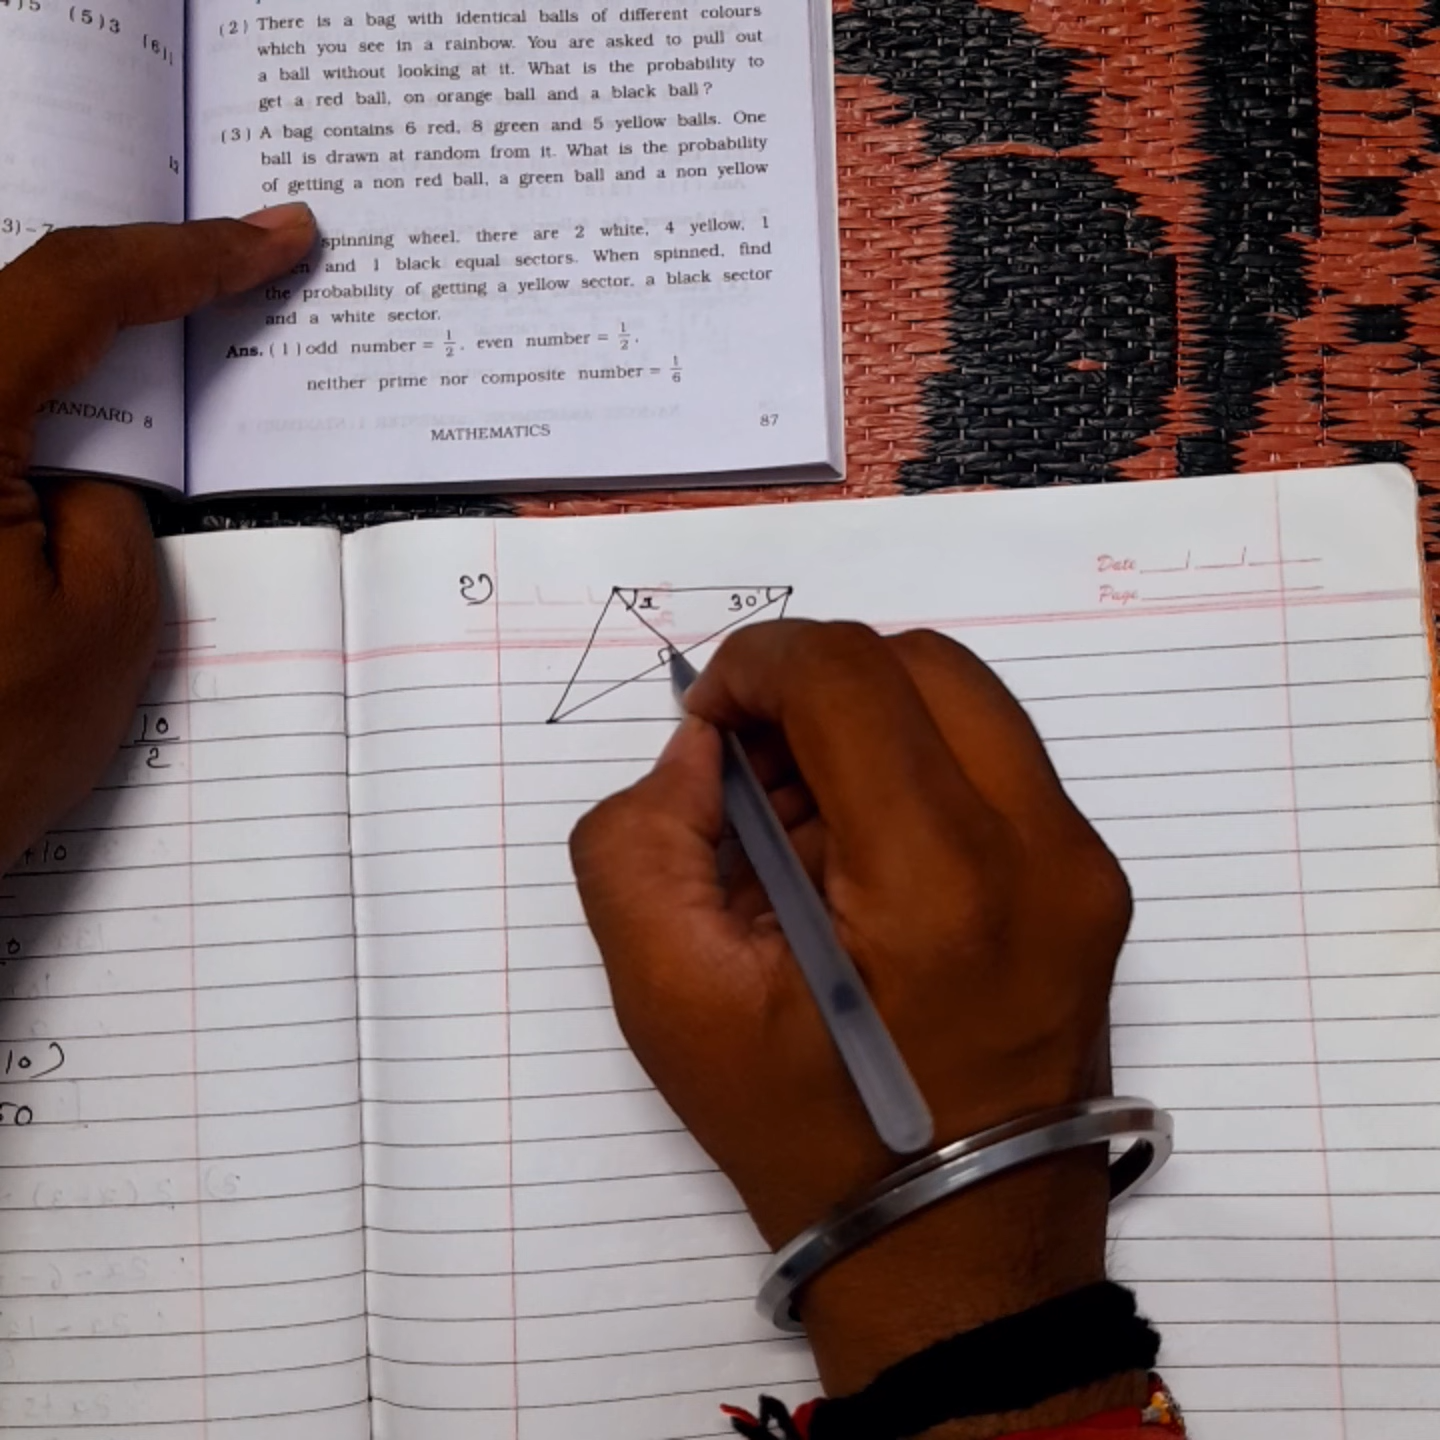 (5) 3
(6)
(2) There is a bag with identical balls of different colours
which you see in a rainbow. You are asked to pull out
a ball without looking at it. What is the probability to
get a red ball, on orange ball and a black ball ?
(3) A bag contains 6 red, 8 green and 5 yellow balls. One
ball is drawn at random from it. What is the probability
of getting a non red ball, a green ball and a non yellow
spinning wheel, there are 2 white, 4 yellow, 1
and 1 black equal sectors. When spinned, find
the probability of getting a yellow sector, a black sector
and a white sector.
Ans. (1) odd number = 1/2, even number = 1/2,
neither prime nor composite number = 1/6
3) - 7
STANDARD 8
MATHEMATICS
87
Date
Page
2)
x 30°
10/2
+10
0
10)
50